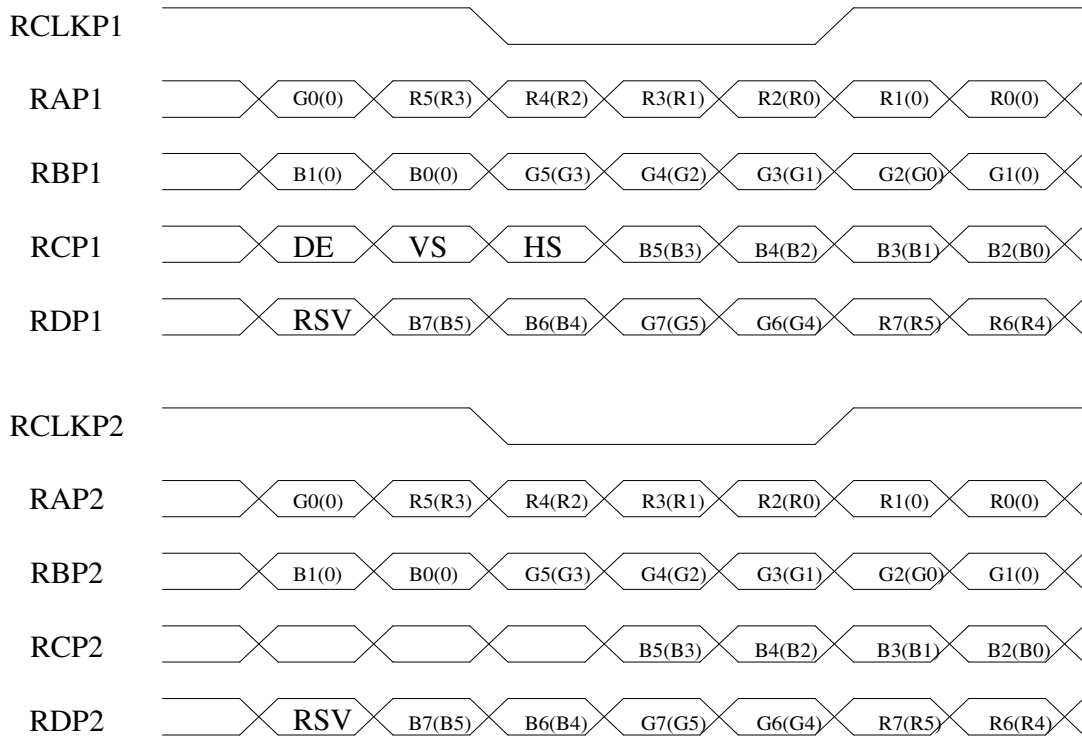 RCLKP1
RAP1 G0(0) R5(R3) R4(R2) R3(R1) R2(R0) R1(0) R0(0)
RBP1 B1(0) B0(0) G5(G3) G4(G2) G3(G1) G2(G0) G1(0)
RCP1 DE VS HS B5(B3) B4(B2) B3(B1) B2(B0)
RDP1 RSV B7(B5) B6(B4) G7(G5) G6(G4) R7(R5) R6(R4)
RCLKP2
RAP2 G0(0) R5(R3) R4(R2) R3(R1) R2(R0) R1(0) R0(0)
RBP2 B1(0) B0(0) G5(G3) G4(G2) G3(G1) G2(G0) G1(0)
RCP2 B5(B3) B4(B2) B3(B1) B2(B0)
RDP2 RSV B7(B5) B6(B4) G7(G5) G6(G4) R7(R5) R6(R4)